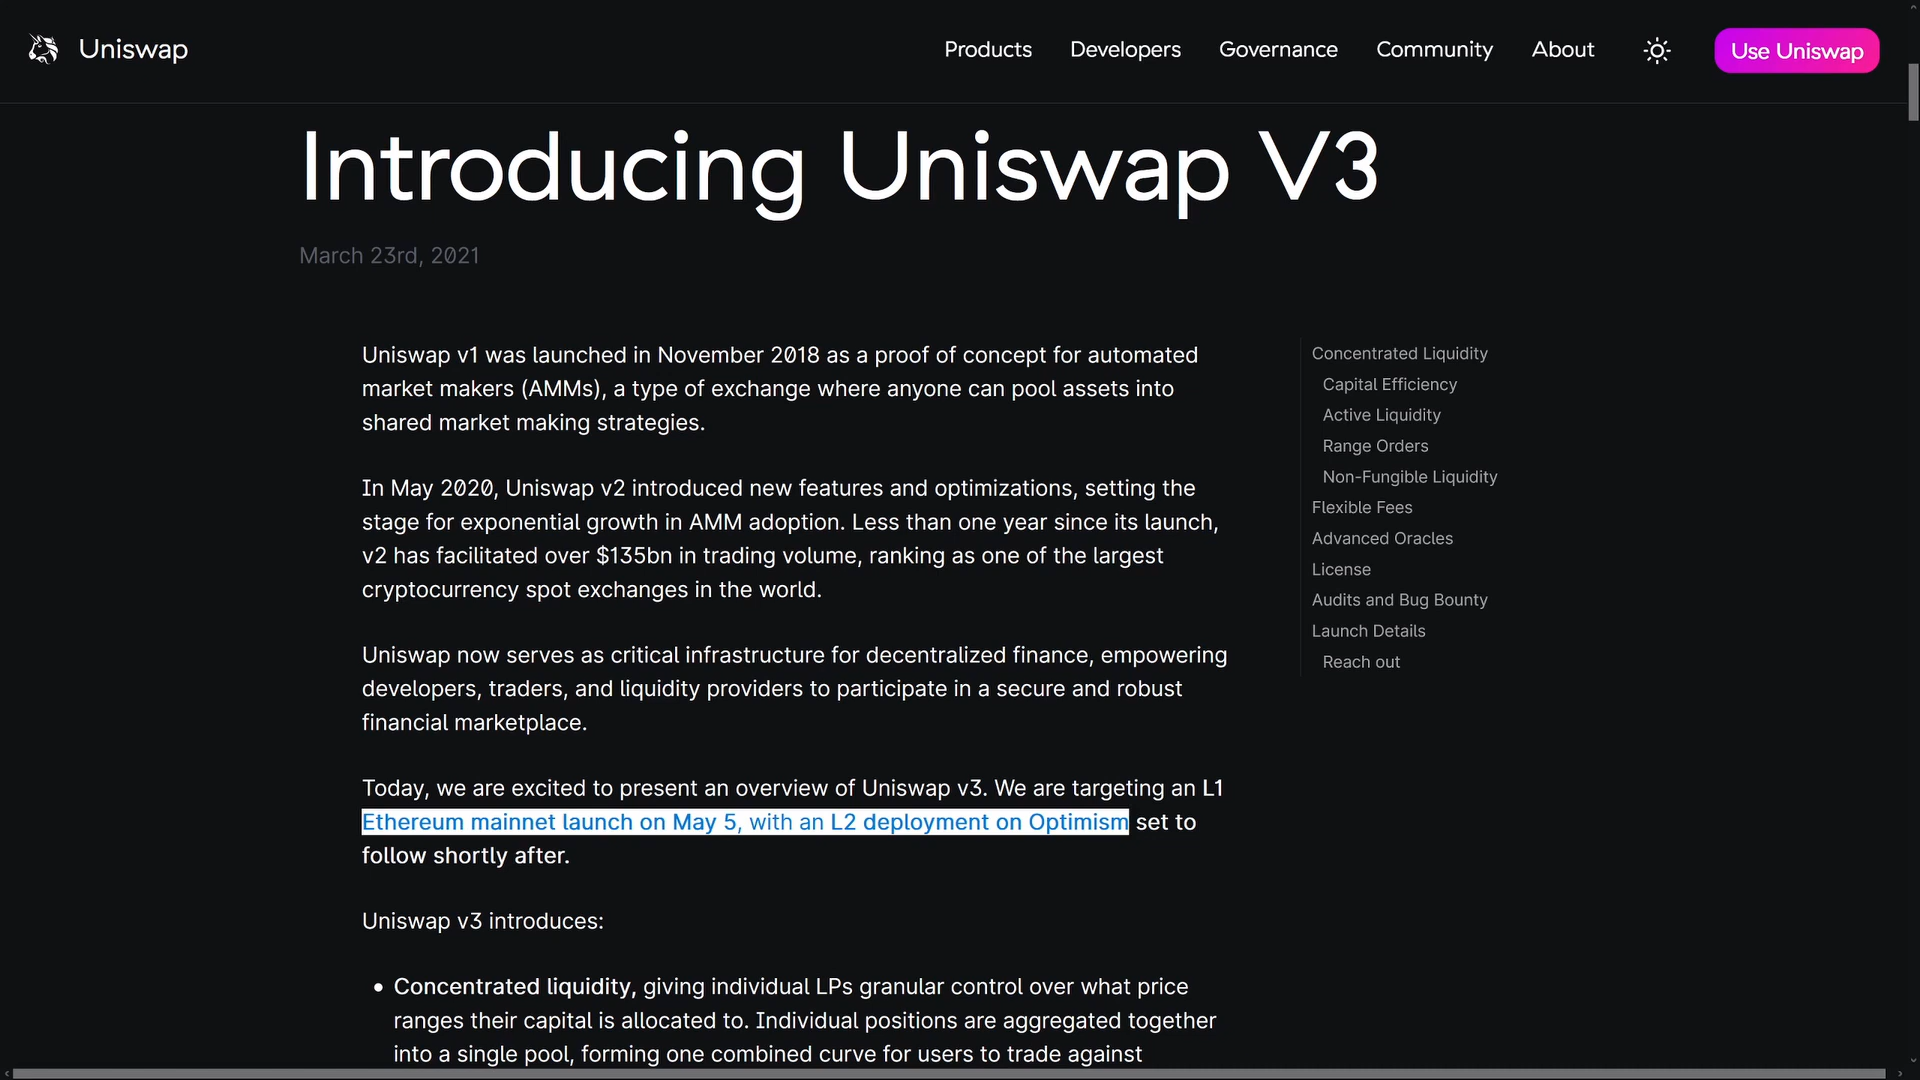 Uniswap
Products
Developers
Governance
Community
About
Use Uniswap
Introducing Uniswap V3
March 23rd, 2021
Uniswap v1 was launched in November 2018 as a proof of concept for automated
market makers (AMMs), a type of exchange where anyone can pool assets into
shared market making strategies.
In May 2020, Uniswap v2 introduced new features and optimizations, setting the
stage for exponential growth in AMM adoption. Less than one year since its launch,
v2 has facilitated over $135bn in trading volume, ranking as one of the largest
cryptocurrency spot exchanges in the world.
Uniswap now serves as critical infrastructure for decentralized finance, empowering
developers, traders, and liquidity providers to participate in a secure and robust
financial marketplace.
Today, we are excited to present an overview of Uniswap v3. We are targeting an L1
Ethereum mainnet launch on May 5, with an L2 deployment on Optimism set to
follow shortly after.
Uniswap v3 introduces:
• Concentrated liquidity, giving individual LPs granular control over what price
ranges their capital is allocated to. Individual positions are aggregated together
into a single pool, forming one combined curve for users to trade against
Concentrated Liquidity
Capital Efficiency
Active Liquidity
Range Orders
Non-Fungible Liquidity
Flexible Fees
Advanced Oracles
License
Audits and Bug Bounty
Launch Details
Reach out